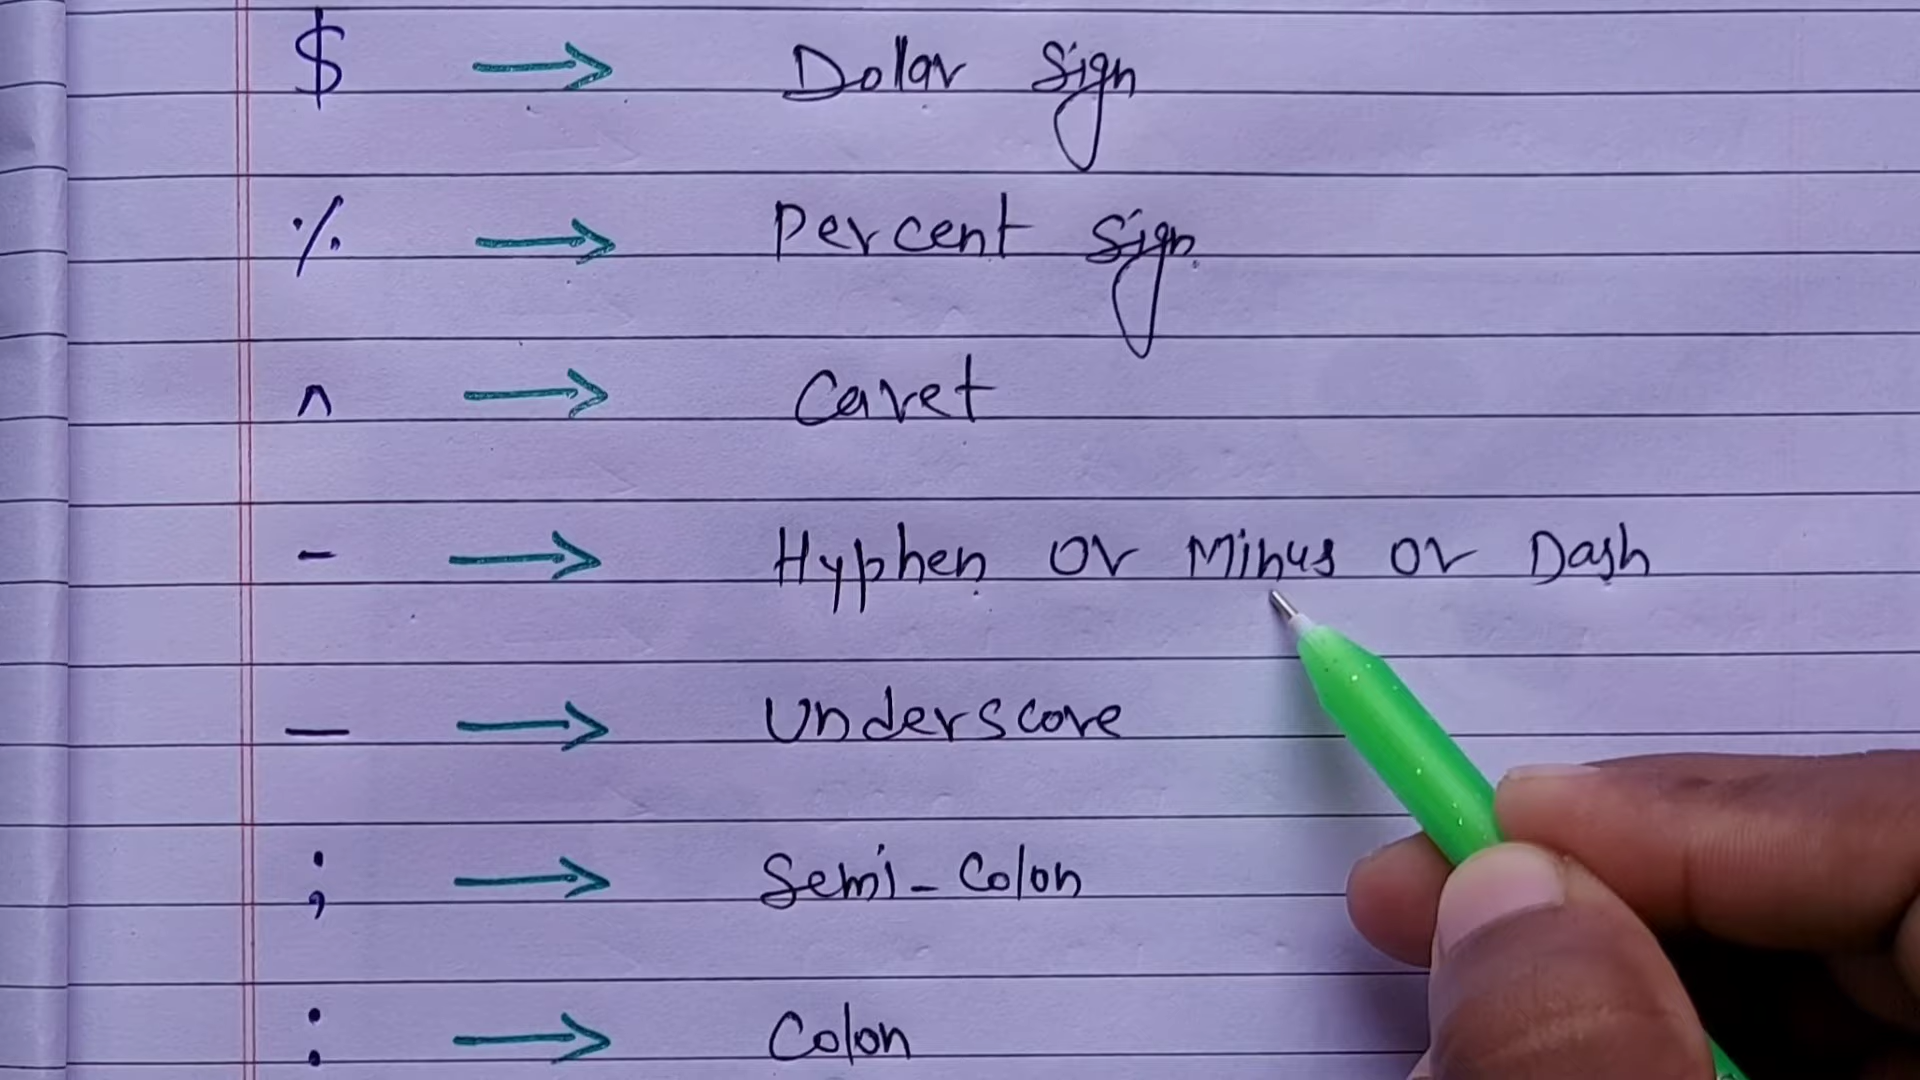 $ → Dollar Sign
% → Percent Sign
^ → Caret
- → Hyphen or Minus or Dash
_ → Underscore
; → Semi-Colon
: → Colon